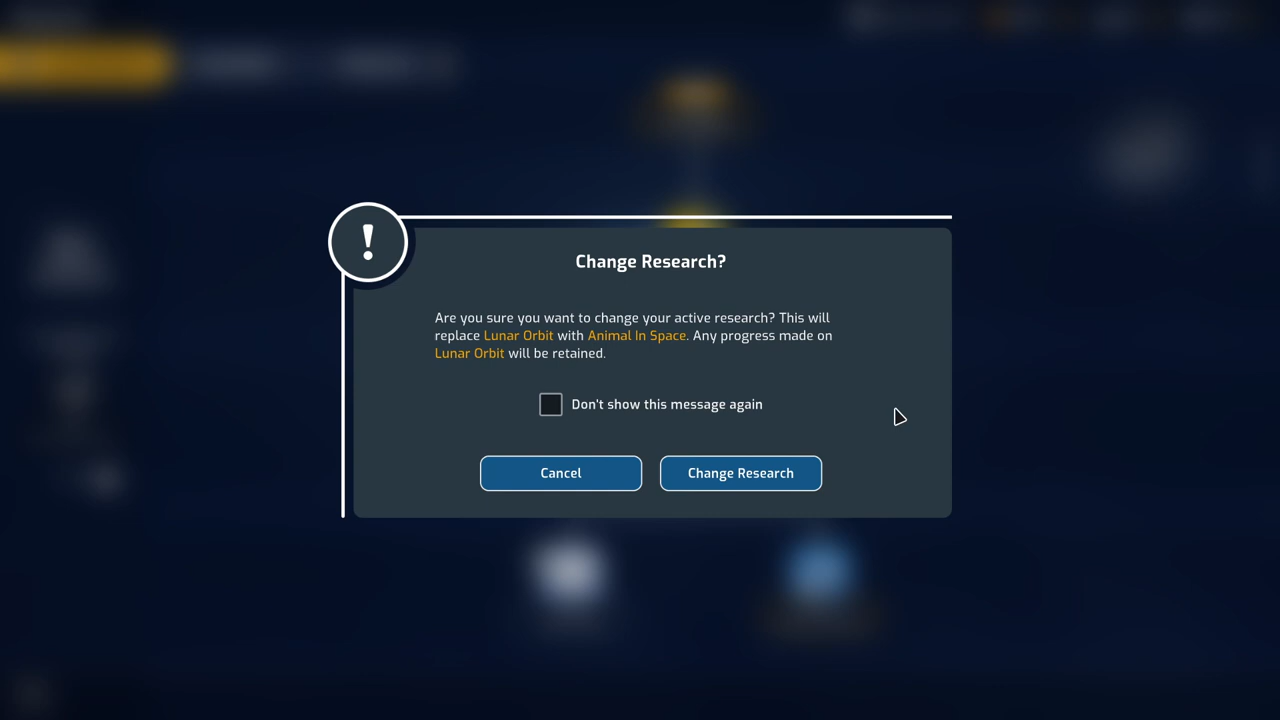 !
Change Research?
Are you sure you want to change your active research? This will
replace Lunar Orbit with Animal In Space. Any progress made on
Lunar Orbit will be retained.
Don't show this message again
Cancel
Change Research